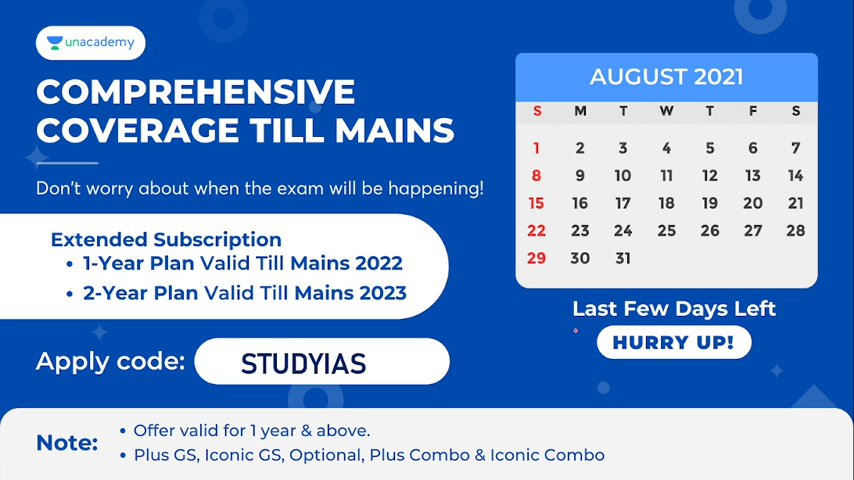 unacademy
COMPREHENSIVE
COVERAGE TILL MAINS
Don't worry about when the exam will be happening!
Extended Subscription
• 1-Year Plan Valid Till Mains 2022
• 2-Year Plan Valid Till Mains 2023
Apply code: STUDYIAS
AUGUST 2021
S M T W T F S
1 2 3 4 5 6 7
8 9 10 11 12 13 14
15 16 17 18 19 20 21
22 23 24 25 26 27 28
29 30 31
Last Few Days Left
HURRY UP!
Note:
• Offer valid for 1 year & above.
• Plus GS, Iconic GS, Optional, Plus Combo & Iconic Combo